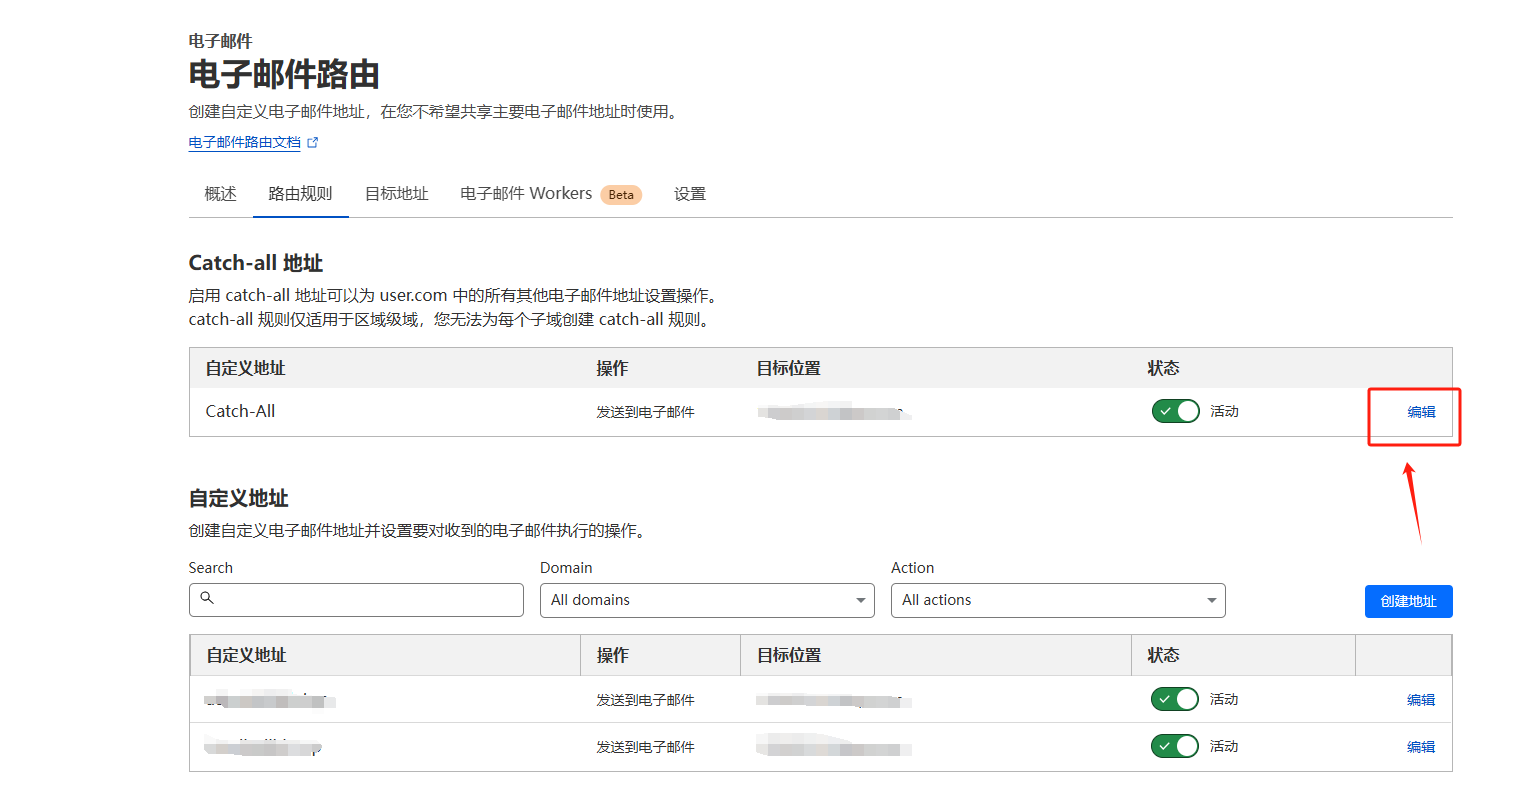 电子邮件
电子邮件路由
创建自定义电子邮件地址，在您不希望共享主要电子邮件地址时使用。
电子邮件路由文档
概述 路由规则 目标地址 电子邮件 Workers Beta 设置
Catch-all 地址
启用 catch-all 地址可以为 user.com 中的所有其他电子邮件地址设置操作。
catch-all 规则仅适用于区域级域，您无法为每个子域创建 catch-all 规则。
自定义地址 操作 目标位置 状态
Catch-All 发送到电子邮件 活动 编辑
自定义地址
创建自定义电子邮件地址并设置要对收到的电子邮件执行的操作。
Search Domain Action
All domains All actions 创建地址
自定义地址 操作 目标位置 状态
发送到电子邮件 活动 编辑
发送到电子邮件 活动 编辑